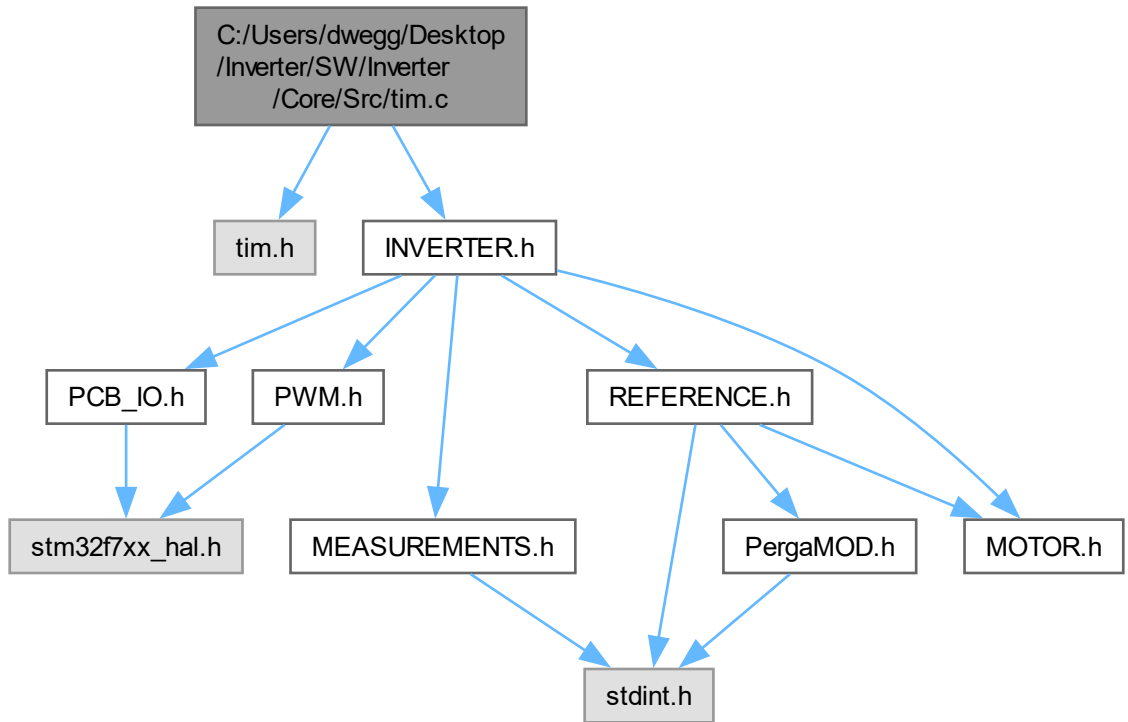 C:/Users/dwegg/Desktop
/Inverter/SW/Inverter
/Core/Src/tim.c
tim.h
INVERTER.h
PCB_IO.h
PWM.h
REFERENCE.h
stm32f7xx_hal.h
MEASUREMENTS.h
PergaMOD.h
MOTOR.h
stdint.h